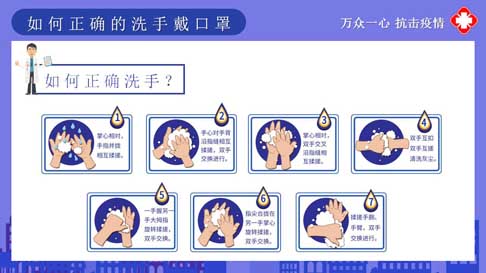 如何正确的洗手戴口罩
万众一心 抗击疫情
如何正确洗手？
1
掌心相对，
手指并拢
相互揉搓。
2
手心对手背
沿指缝相互
揉搓，双手
交换进行。
3
掌心相对，
双手交叉
沿指缝相
互揉搓。
4
双手互扣
双手互搓
清洗灰尘。
5
一手握另一
手大拇指
旋转揉搓，
双手交换。
6
指尖合拢在
另一手掌心
旋转揉搓，
双手交换。
7
揉搓手腕、
手臂，双手
交换进行。